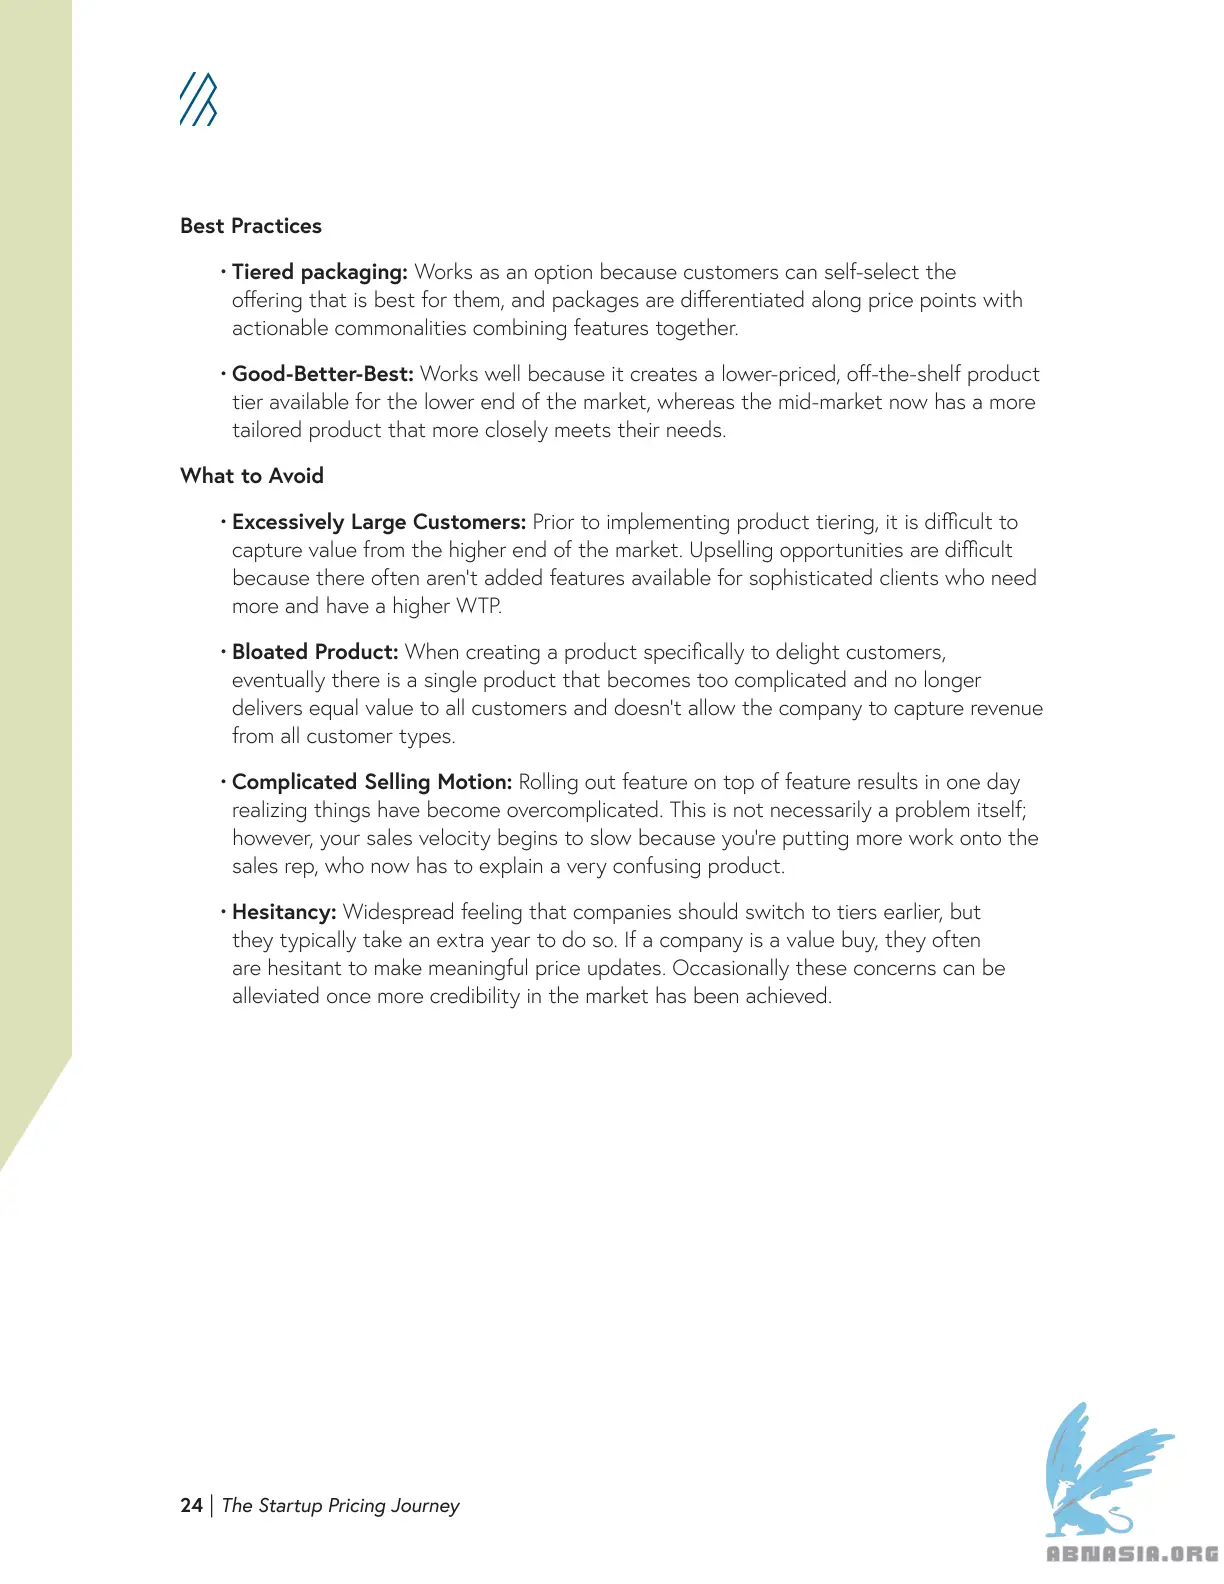 Best Practices
• Tiered packaging: Works as an option because customers can self-select the
offering that is best for them, and packages are differentiated along price points with
actionable commonalities combining features together.
• Good-Better-Best: Works well because it creates a lower-priced, off-the-shelf product
tier available for the lower end of the market, whereas the mid-market now has a more
tailored product that more closely meets their needs.
What to Avoid
• Excessively Large Customers: Prior to implementing product tiering, it is difficult to
capture value from the higher end of the market. Upselling opportunities are difficult
because there often aren't added features available for sophisticated clients who need
more and have a higher WTP.
• Bloated Product: When creating a product specifically to delight customers,
eventually there is a single product that becomes too complicated and no longer
delivers equal value to all customers and doesn't allow the company to capture revenue
from all customer types.
• Complicated Selling Motion: Rolling out feature on top of feature results in one day
realizing things have become overcomplicated. This is not necessarily a problem itself;
however, your sales velocity begins to slow because you're putting more work onto the
sales rep, who now has to explain a very confusing product.
• Hesitancy: Widespread feeling that companies should switch to tiers earlier, but
they typically take an extra year to do so. If a company is a value buy, they often
are hesitant to make meaningful price updates. Occasionally these concerns can be
alleviated once more credibility in the market has been achieved.
24 | The Startup Pricing Journey
ABNASIA.ORG